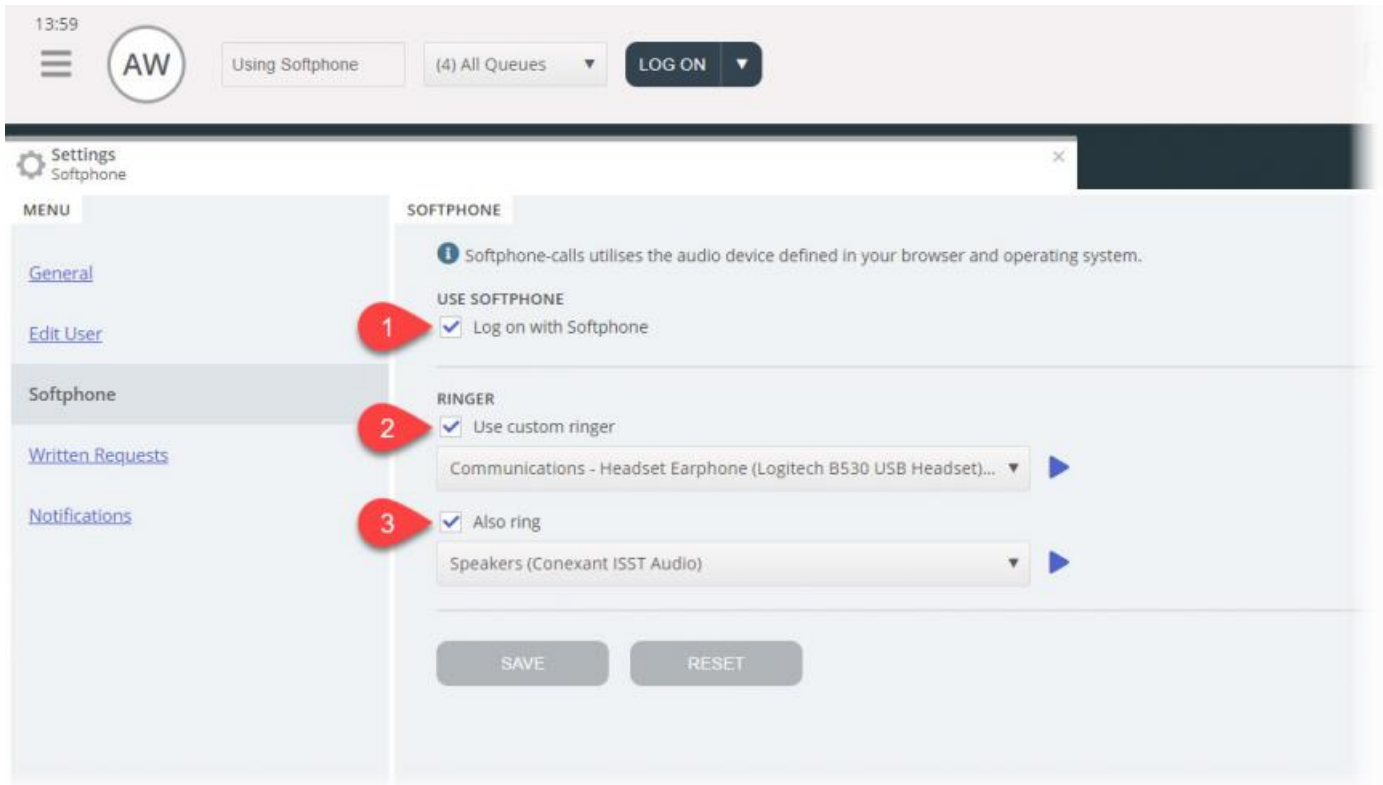 13:59
AW
Using Softphone
(4) All Queues
LOG ON
Settings
Softphone
MENU
SOFTPHONE
Softphone-calls utilises the audio device defined in your browser and operating system.
General
USE SOFTPHONE
1
Log on with Softphone
Edit User
Softphone
RINGER
2
Use custom ringer
Written Requests
Communications - Headset Earphone (Logitech B530 USB Headset)...
Notifications
3
Also ring
Speakers (Conexant ISST Audio)
SAVE
RESET